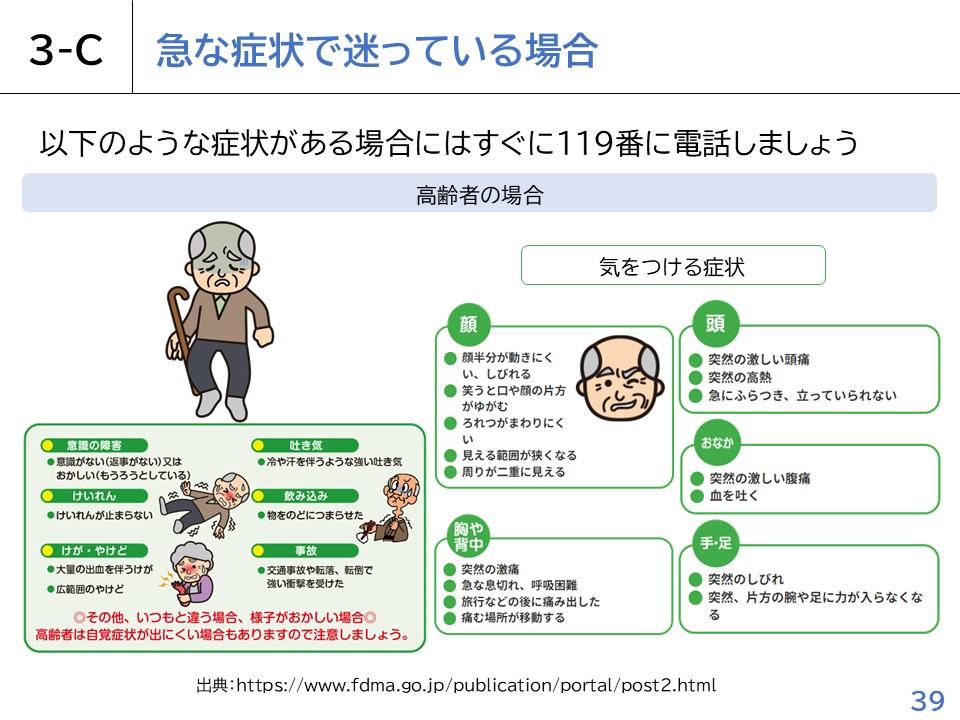 3-C
急な症状で迷っている場合
以下のような症状がある場合にはすぐに119番に電話しましょう
高齢者の場合
気をつける症状
顔
顔半分が動きにく
い、しびれる
笑うと口や顔の片方
がゆがむ
ろれつがまわりにく
い
見える範囲が狭くなる
周りが二重に見える
頭
突然の激しい頭痛
突然の高熱
急にふらつき、立っていられない
おなか
突然の激しい腹痛
血を吐く
胸や
背中
突然の激痛
急な息切れ、呼吸困難
旅行などの後に痛み出した
痛む場所が移動する
手・足
突然のしびれ
突然、片方の腕や足に力が入らなくな
る
意識の障害
●意識がない(返事がない)又は
おかしい(もうろうとしている)
けいれん
●けいれんが止まらない
けが・やけど
●大量の出血を伴うけが
●広範囲のやけど
吐き気
●冷や汗を伴うような強い吐き気
飲み込み
●物をのどにつまらせた
事故
●交通事故や転落、転倒で
強い衝撃を受けた
◎その他、いつもと違う場合、様子がおかしい場合◎
高齢者は自覚症状が出にくい場合もありますので注意しましょう。
出典：https://www.fdma.go.jp/publication/portal/post2.html
39